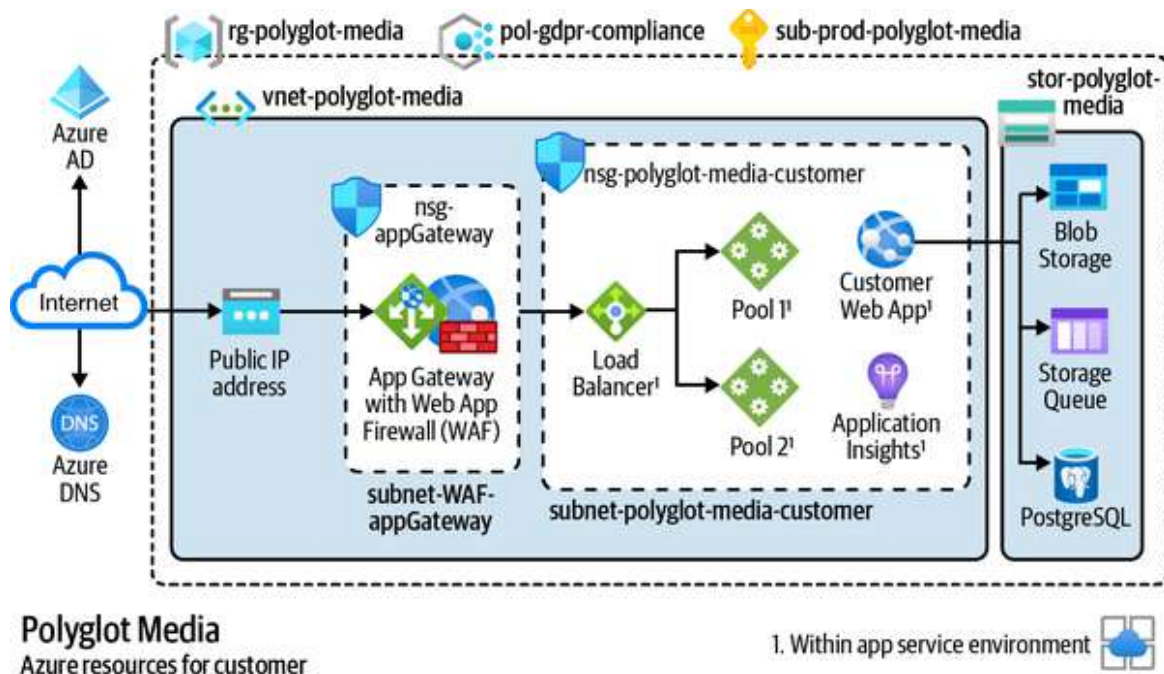 rg-polyglot-media
pol-gdpr-compliance
sub-prod-polyglot-media
stor-polyglot-
media
vnet-polyglot-media
Azure
AD
Internet
DNS
Azure
DNS
Public IP
address
nsg-
appGateway
App Gateway
with Web App
Firewall (WAF)
subnet-WAF-
appGateway
nsg-polyglot-media-customer
Load
Balancer¹
Pool 1¹
Pool 2¹
Customer
Web App¹
Application
Insights¹
subnet-polyglot-media-customer
Blob
Storage
Storage
Queue
PostgreSQL
Polyglot Media
Azure resources for customer
1. Within app service environment